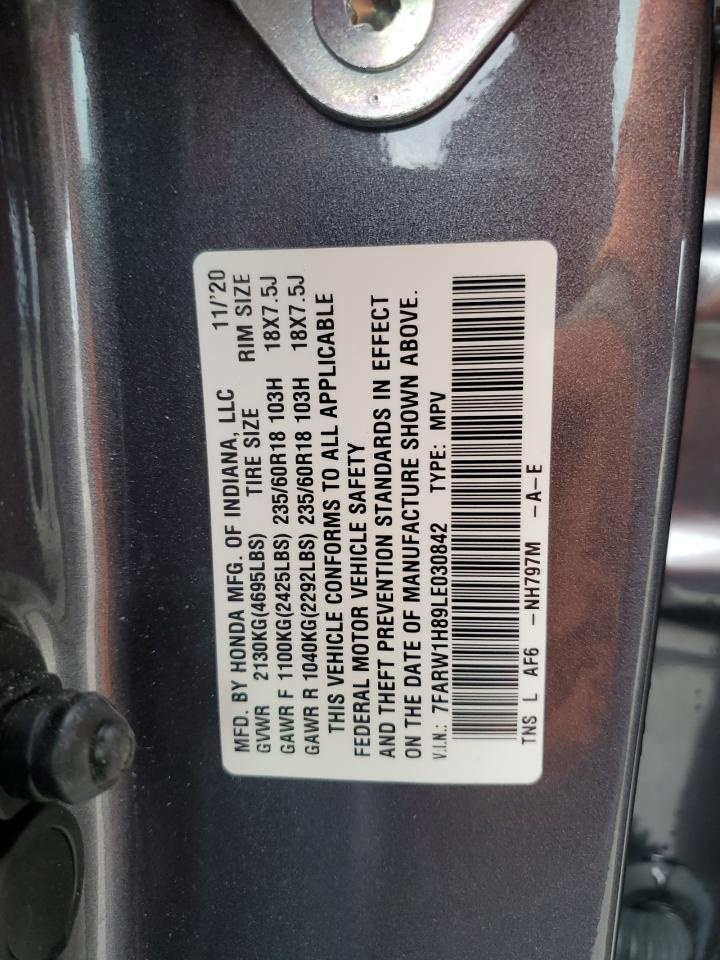 MFD. BY HONDA MFG. OF INDIANA, LLC 11/'20
GVWR 2130KG(4695LBS) TIRE SIZE RIM SIZE
GAWR F 1100KG(2425LBS) 235/60R18 103H 18X7.5J
GAWR R 1040KG(2292LBS) 235/60R18 103H 18X7.5J
THIS VEHICLE CONFORMS TO ALL APPLICABLE
FEDERAL MOTOR VEHICLE SAFETY
AND THEFT PREVENTION STANDARDS IN EFFECT
ON THE DATE OF MANUFACTURE SHOWN ABOVE.
V.I.N.: 7FARW1H89LE030842 TYPE: MPV
TNS L AF6 -NH797M -A-E